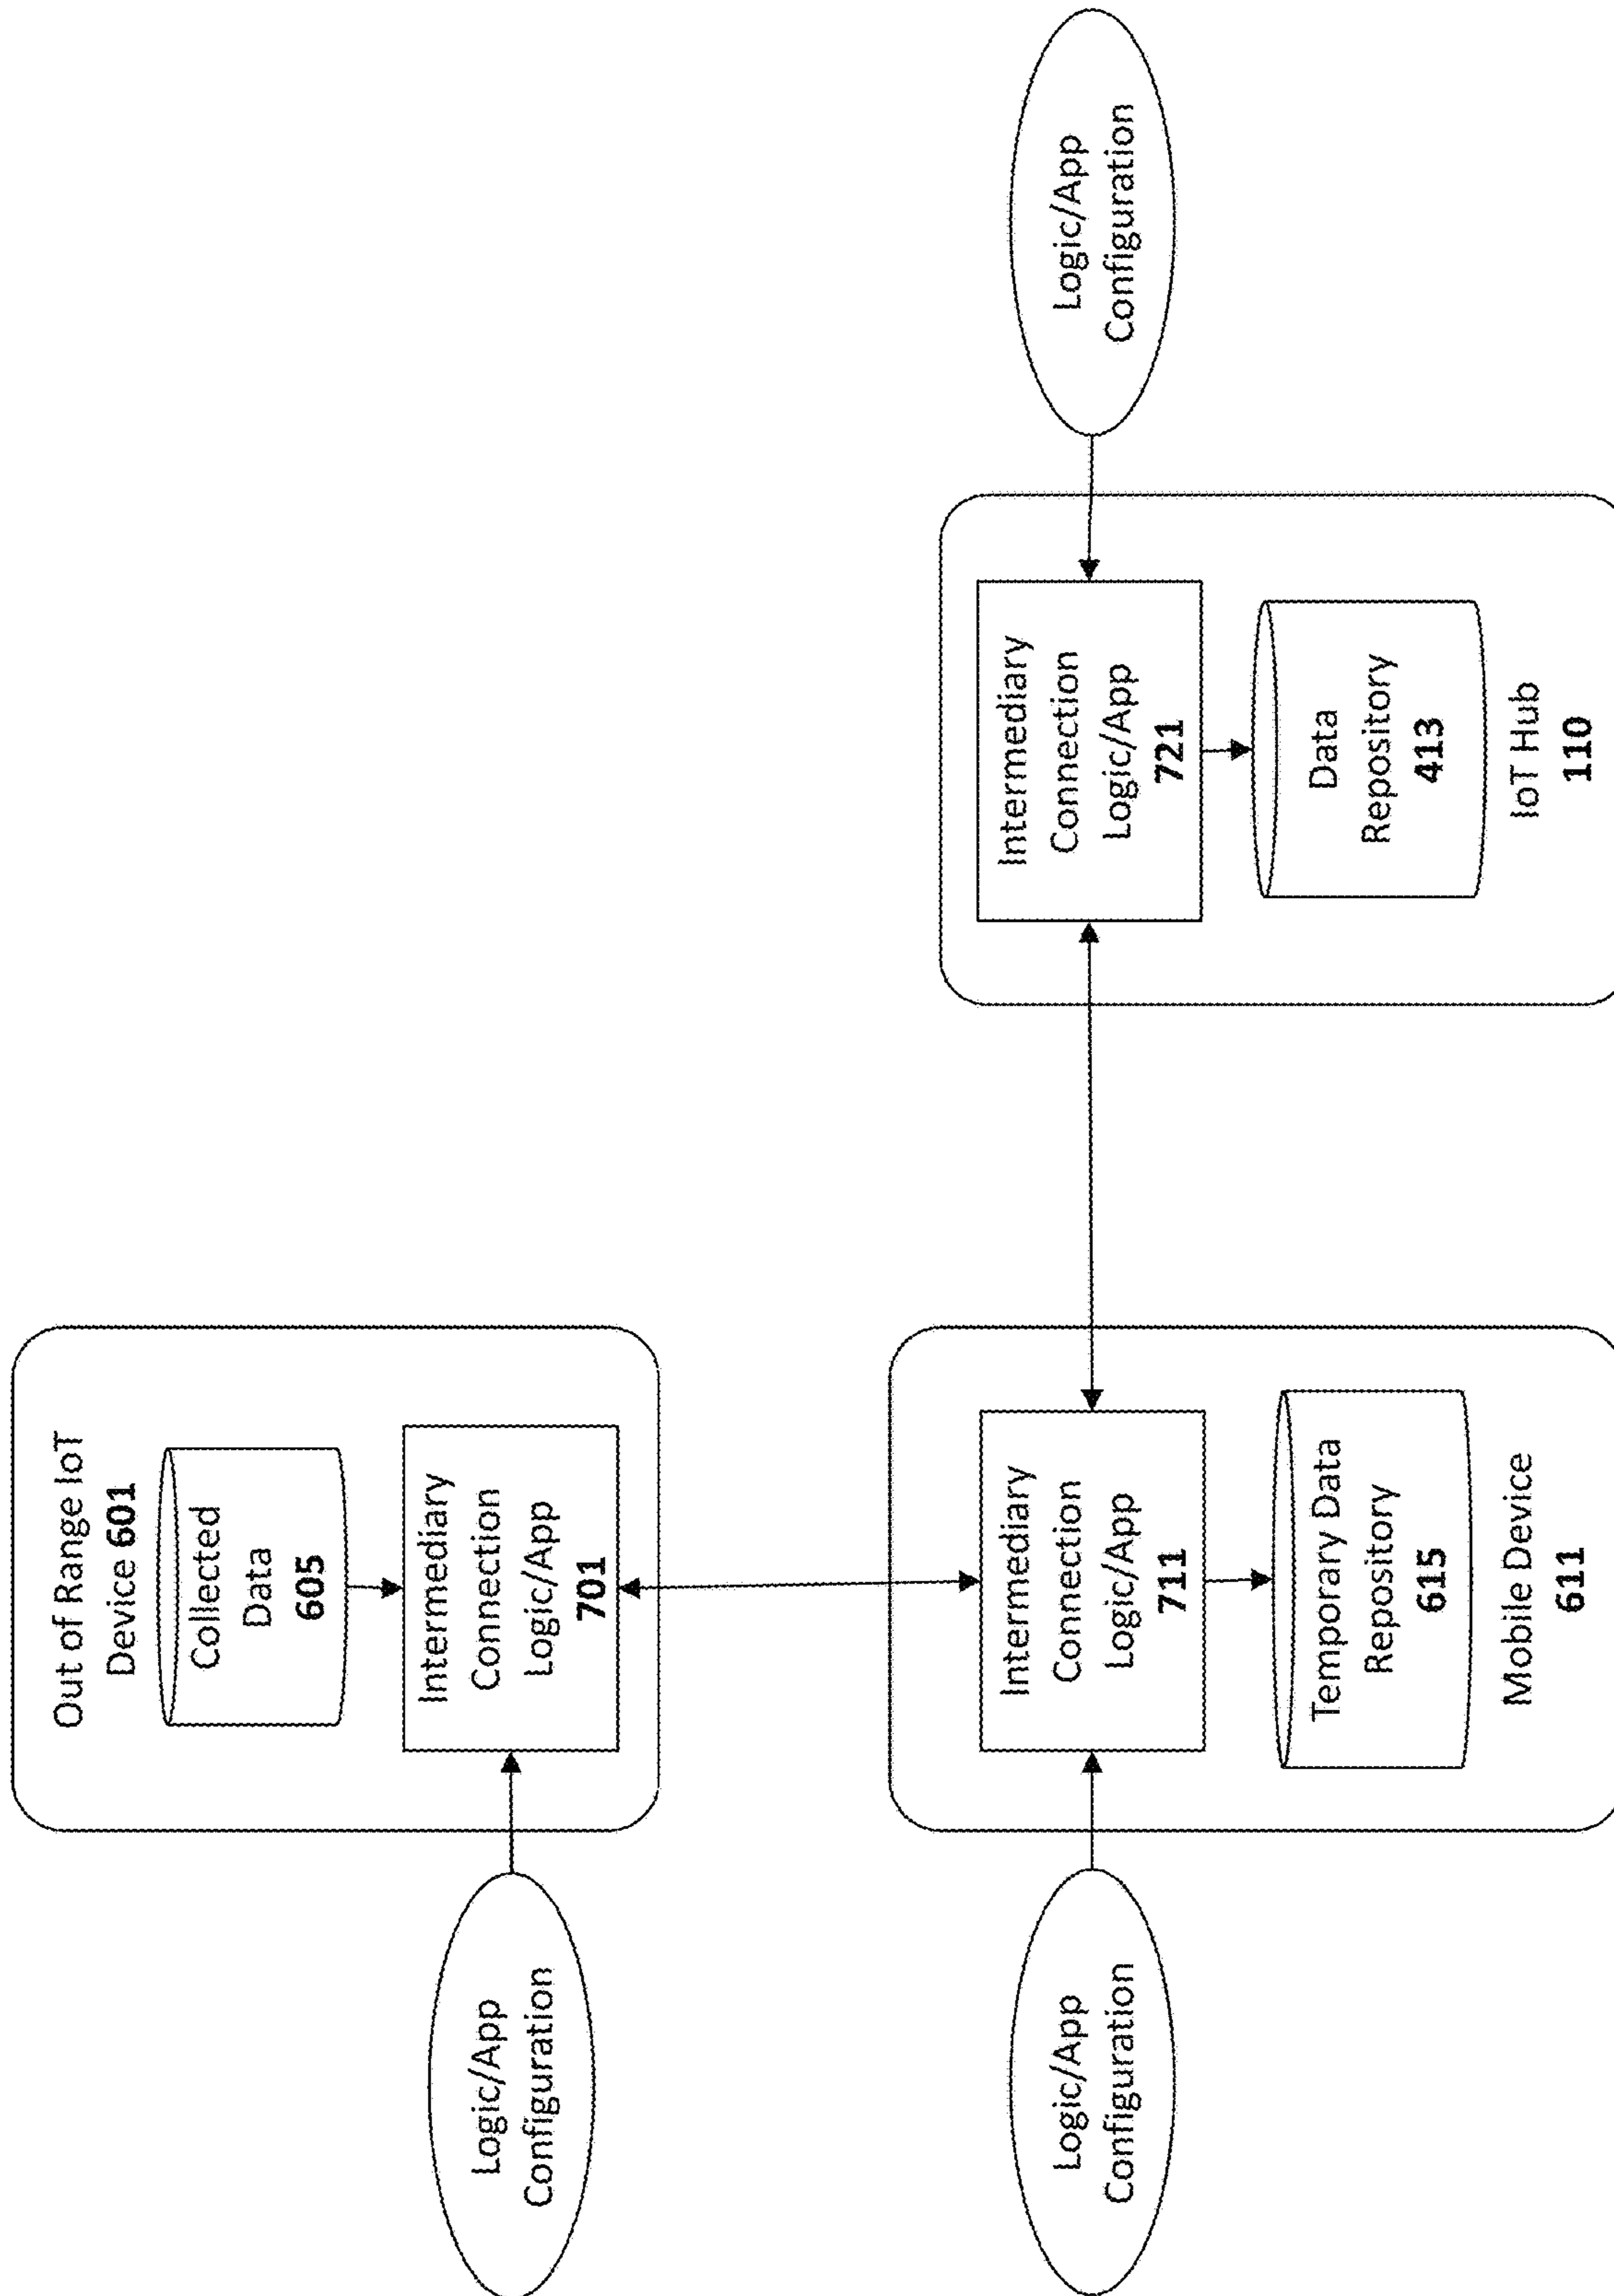 Out of Range IoT
Device 601
Collected
Data
605
Intermediary
Connection
Logic/App
701
Logic/App
Configuration
Logic/App
Configuration
Intermediary
Connection
Logic/App
711
Temporary Data
Repository
615
Mobile Device
611
Intermediary
Connection
Logic/App
721
Data
Repository
413
IoT Hub
110
Logic/App
Configuration